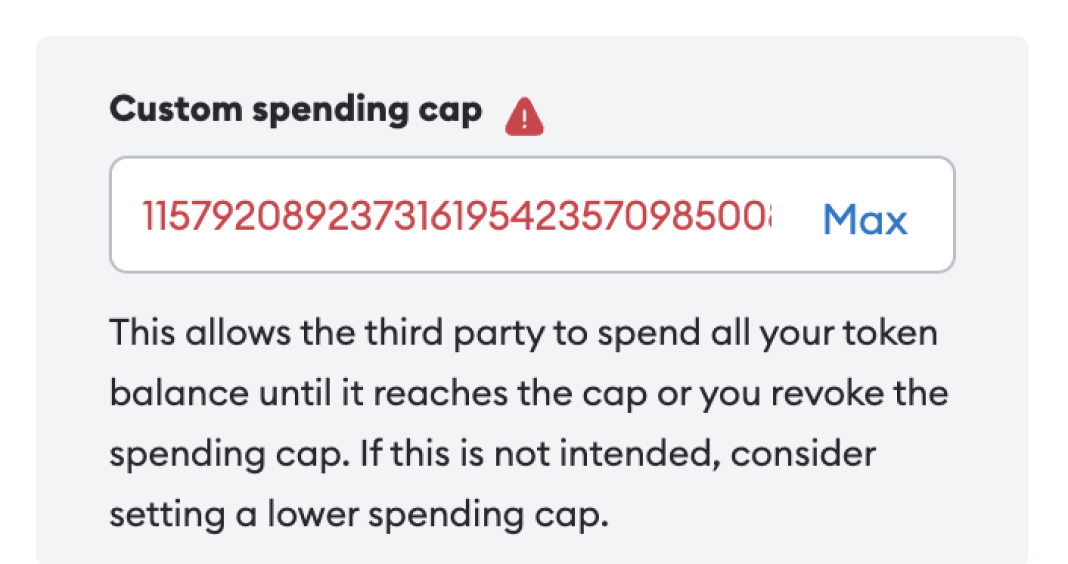 Custom spending cap
115792089237316195423570985008 Max
This allows the third party to spend all your token
balance until it reaches the cap or you revoke the
spending cap. If this is not intended, consider
setting a lower spending cap.